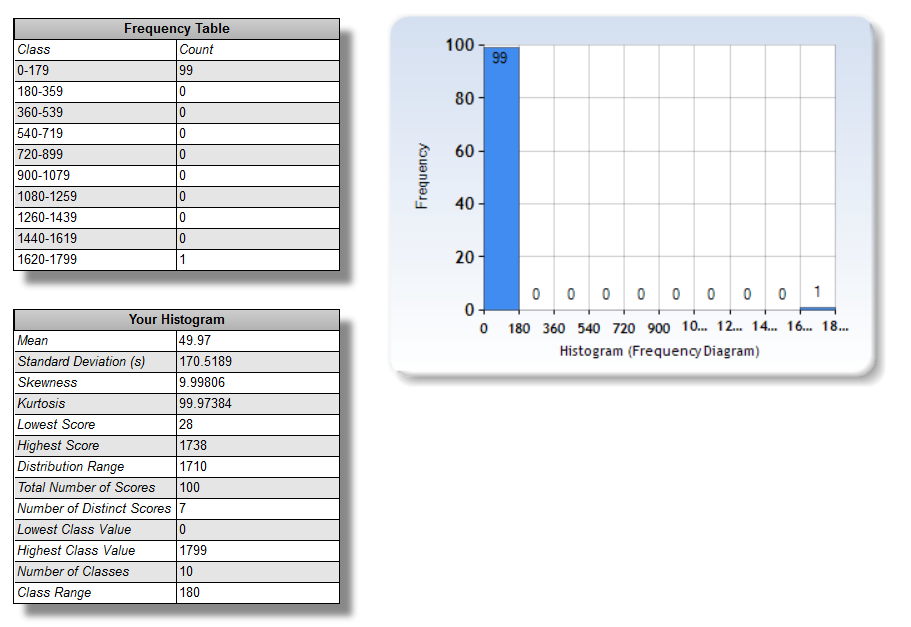 Frequency Table
Class Count
0-179 99
180-359 0
360-539 0
540-719 0
720-899 0
900-1079 0
1080-1259 0
1260-1439 0
1440-1619 0
1620-1799 1
Your Histogram
Mean 49.97
Standard Deviation (s) 170.5189
Skewness 9.99806
Kurtosis 99.97384
Lowest Score 28
Highest Score 1738
Distribution Range 1710
Total Number of Scores 100
Number of Distinct Scores 7
Lowest Class Value 0
Highest Class Value 1799
Number of Classes 10
Class Range 180
100
80
60
40
20
0
Frequency
99 0 0 0 0 0 0 0 0 1
0 180 360 540 720 900 10... 12... 14... 16... 18...
Histogram (Frequency Diagram)